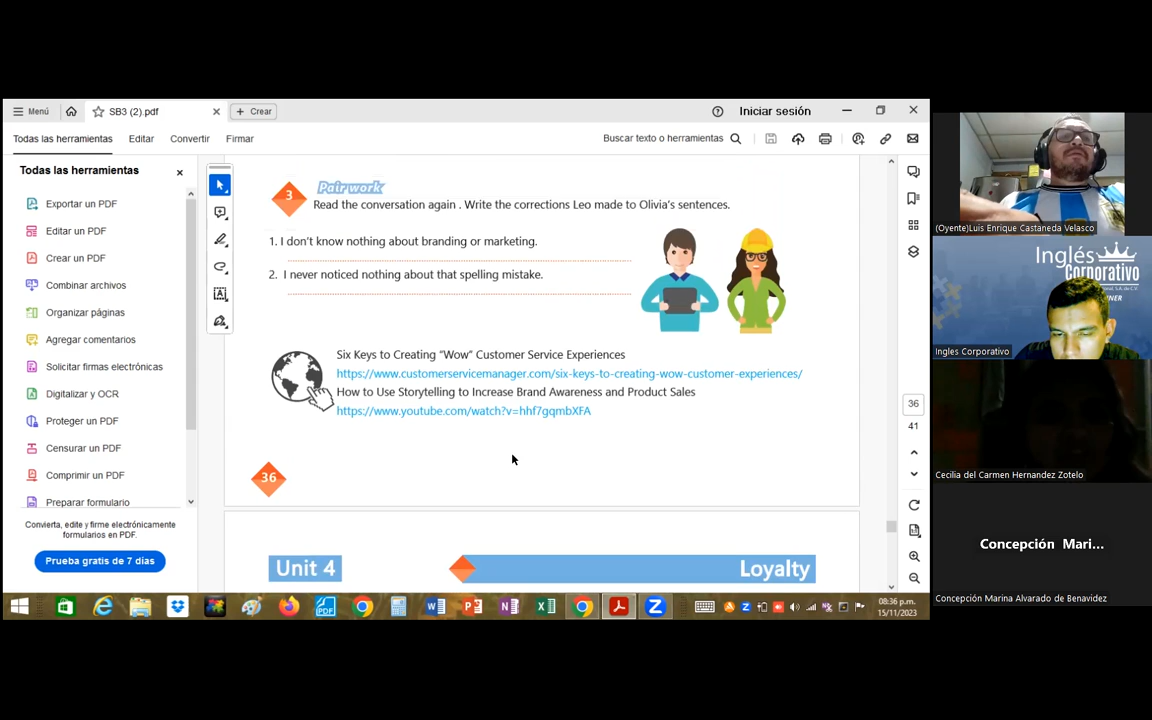 Menú
SB3 (2).pdf
Crear
Iniciar sesión
Todas las herramientas
Editar
Convertir
Firmar
Buscar texto o herramientas
Todas las herramientas
Exportar un PDF
Editar un PDF
Crear un PDF
Combinar archivos
Organizar páginas
Agregar comentarios
Solicitar firmas electrónicas
Digitalizar y OCR
Proteger un PDF
Censurar un PDF
Comprimir un PDF
Preparar formulario
Convierta, edite y firme electrónicamente
formularios en PDF.
Prueba gratis de 7 días
3
Pair work
Read the conversation again . Write the corrections Leo made to Olivia's sentences.
1. I don't know nothing about branding or marketing.
2. I never noticed nothing about that spelling mistake.
Six Keys to Creating "Wow" Customer Service Experiences
https://www.customerservicemanager.com/six-keys-to-creating-wow-customer-experiences/
How to Use Storytelling to Increase Brand Awareness and Product Sales
https://www.youtube.com/watch?v=hhf7gqmbXFA
36
Unit 4
Loyalty
36
41
08:36 p.m.
15/11/2023
(Oyente)Luis Enrique Castaneda Velasco
Inglés
Corporativo
Ingles Corporativo
Cecilia del Carmen Hernandez Zotelo
Concepción Mari...
Concepción Marina Alvarado de Benavidez